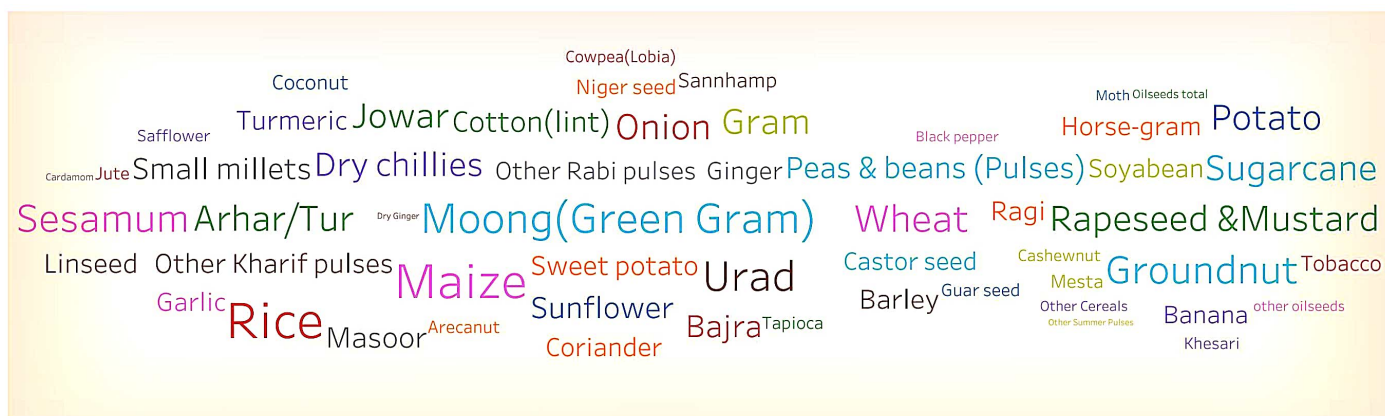 Cowpea(Lobia)
Coconut
Niger seed
Sannhamp
Moth
Oilseeds total
Safflower
Turmeric
Jowar
Cotton(lint)
Onion
Gram
Black pepper
Horse-gram
Potato
Cardamom
Jute
Small millets
Dry chillies
Other Rabi pulses
Ginger
Peas & beans (Pulses)
Soyabean
Sugarcane
Sesamum
Arhar/Tur
Dry Ginger
Moong(Green Gram)
Wheat
Ragi
Rapeseed &Mustard
Linseed
Other Kharif pulses
Maize
Sweet potato
Urad
Castor seed
Cashewnut
Mesta
Groundnut
Tobacco
Garlic
Rice
Masoor
Arecanut
Sunflower
Bajra
Tapioca
Barley
Guar seed
Other Cereals
Other Summer Pulses
Banana
other oilseeds
Coriander
Khesari